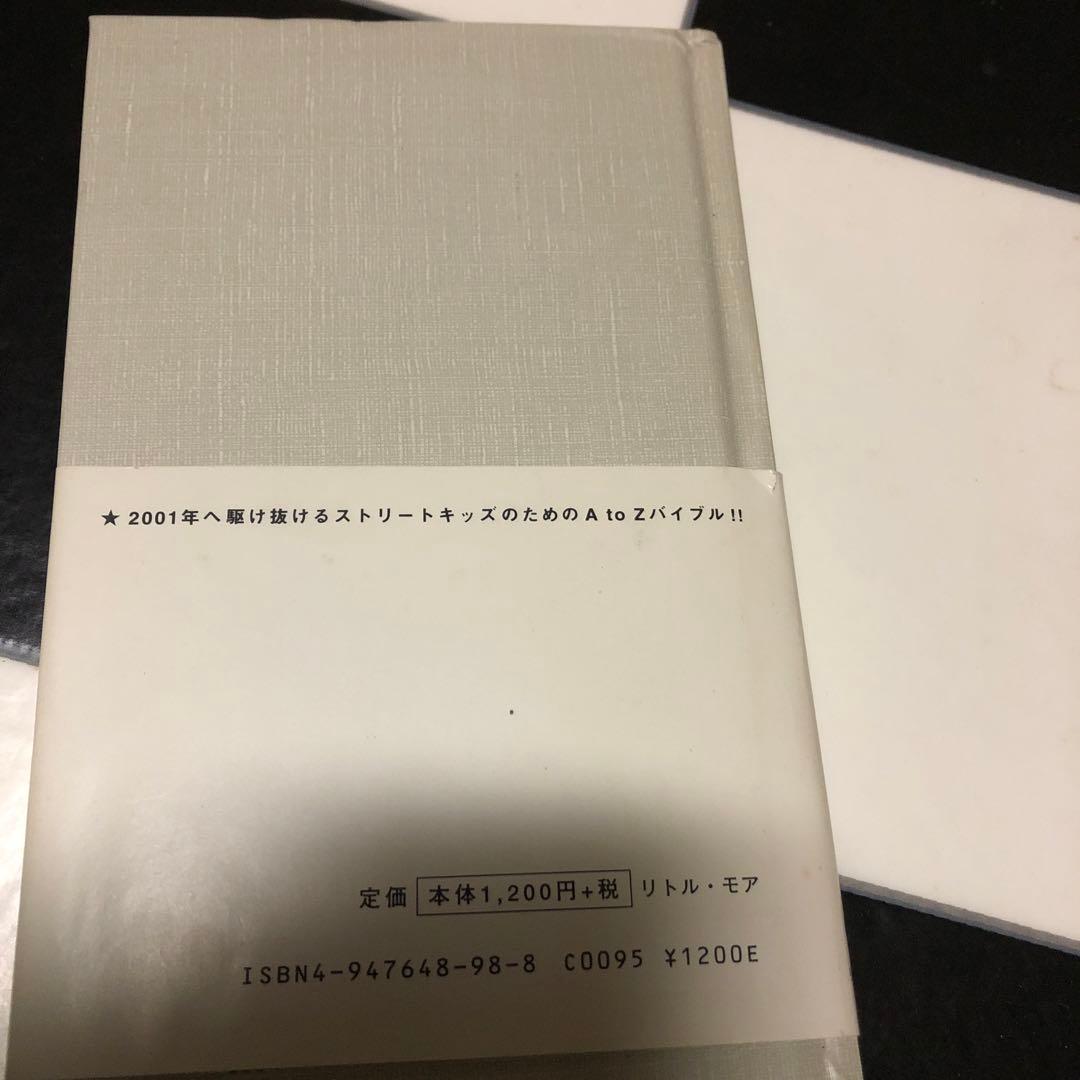 ★ 2001年へ駆け抜けるストリートキッズのためのA to Zバイブル!!
定価 本体1,200円+税 リトル・モア
ISBN4-947648-98-8 C0095 ¥1200E